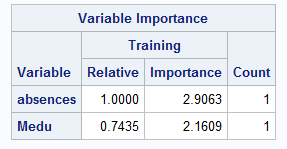 Variable Importance
Training
Variable Relative Importance Count
absences 1.0000 2.9063 1
Medu 0.7435 2.1609 1